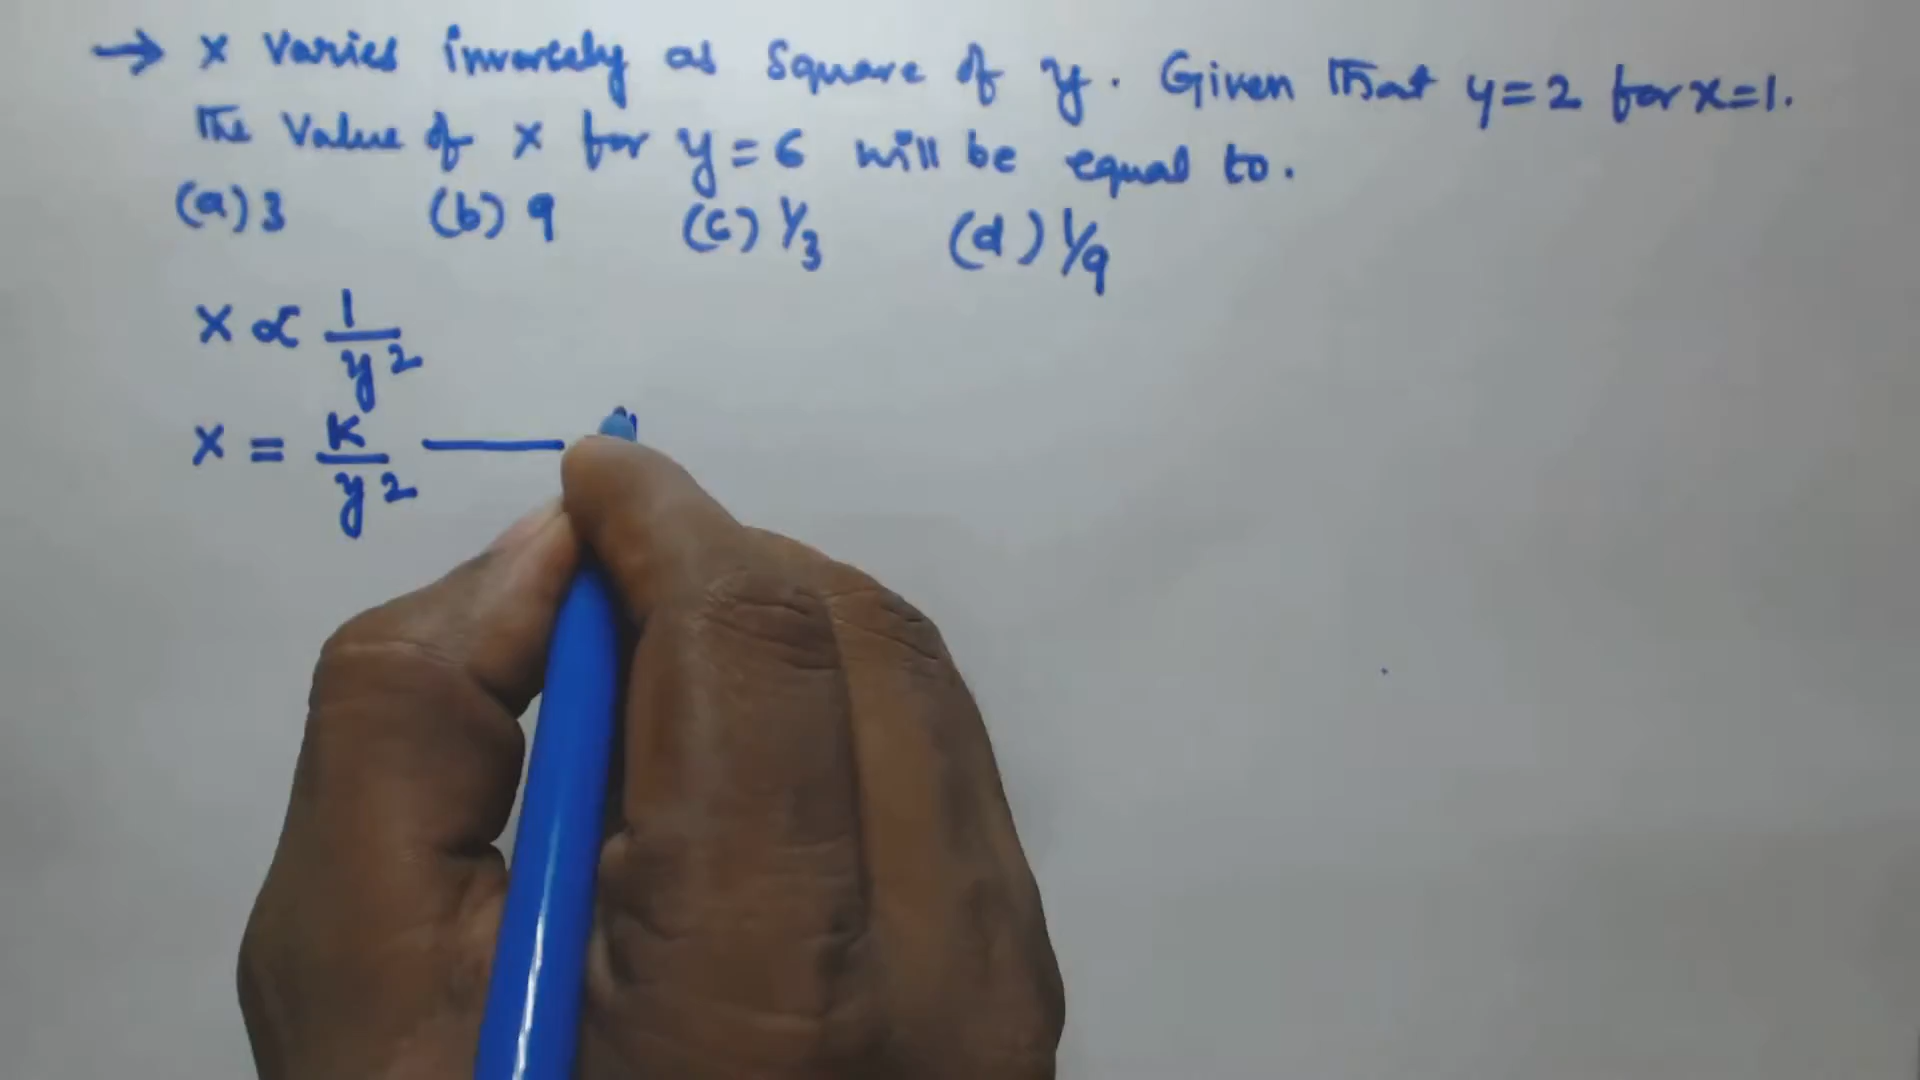 → x varies inversely as square of y. Given that y=2 for x=1.
The value of x for y=6 will be equal to.
(a) 3 (b) 9 (c) 1/3 (d) 1/9
x ∝ 1/y²
x = K/y² ———